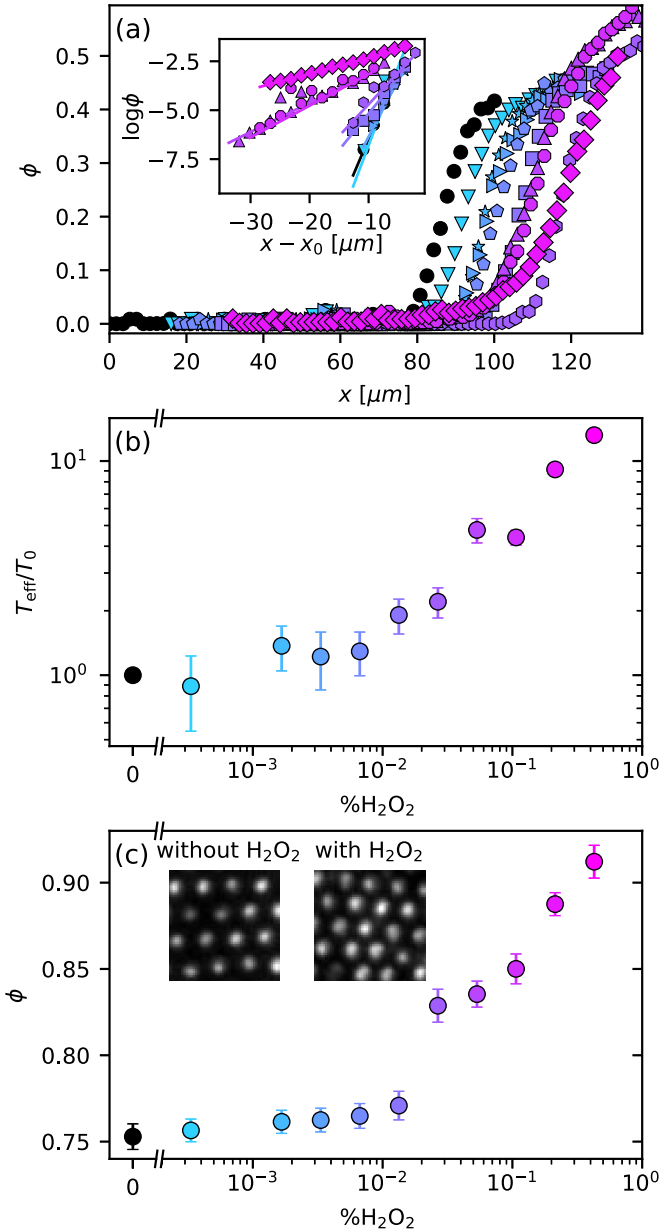 (a)
ϕ
0.5
0.4
0.3
0.2
0.1
0.0
logϕ
−2.5
−5.0
−7.5
−30 −20 −10
x − x₀ [μm]
0 20 40 60 80 100 120
x [μm]
(b)
T_eff/T₀
10¹
10⁰
0 10⁻³ 10⁻² 10⁻¹ 10⁰
%H₂O₂
(c)
without H₂O₂ with H₂O₂
ϕ
0.90
0.85
0.80
0.75
0 10⁻³ 10⁻² 10⁻¹ 10⁰
%H₂O₂